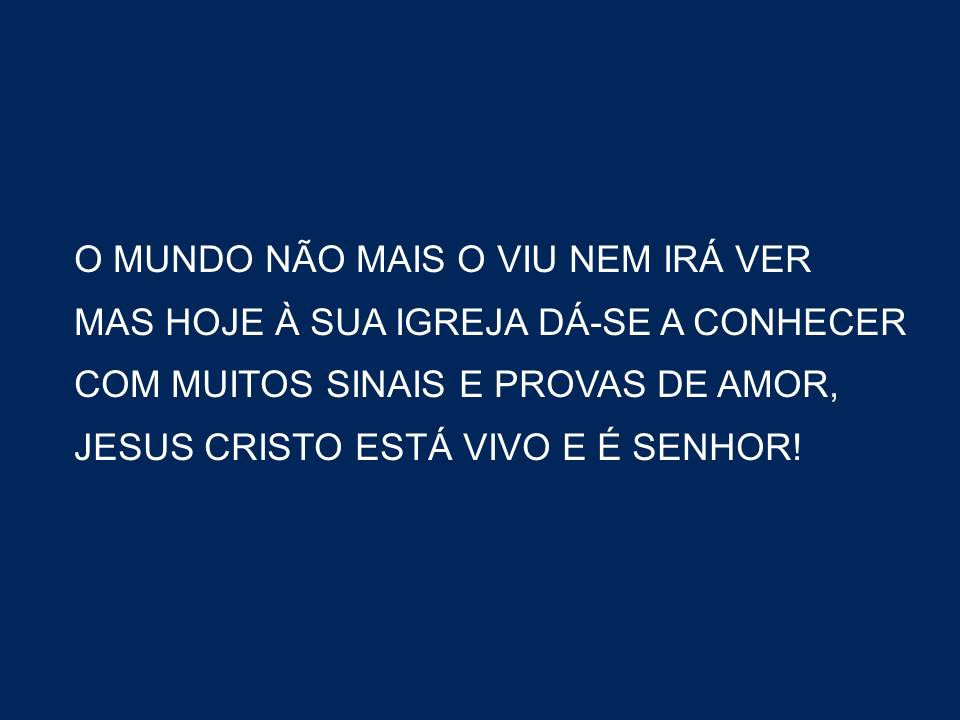 O MUNDO NÃO MAIS O VIU NEM IRÁ VER
MAS HOJE À SUA IGREJA DÁ-SE A CONHECER
COM MUITOS SINAIS E PROVAS DE AMOR,
JESUS CRISTO ESTÁ VIVO E É SENHOR!